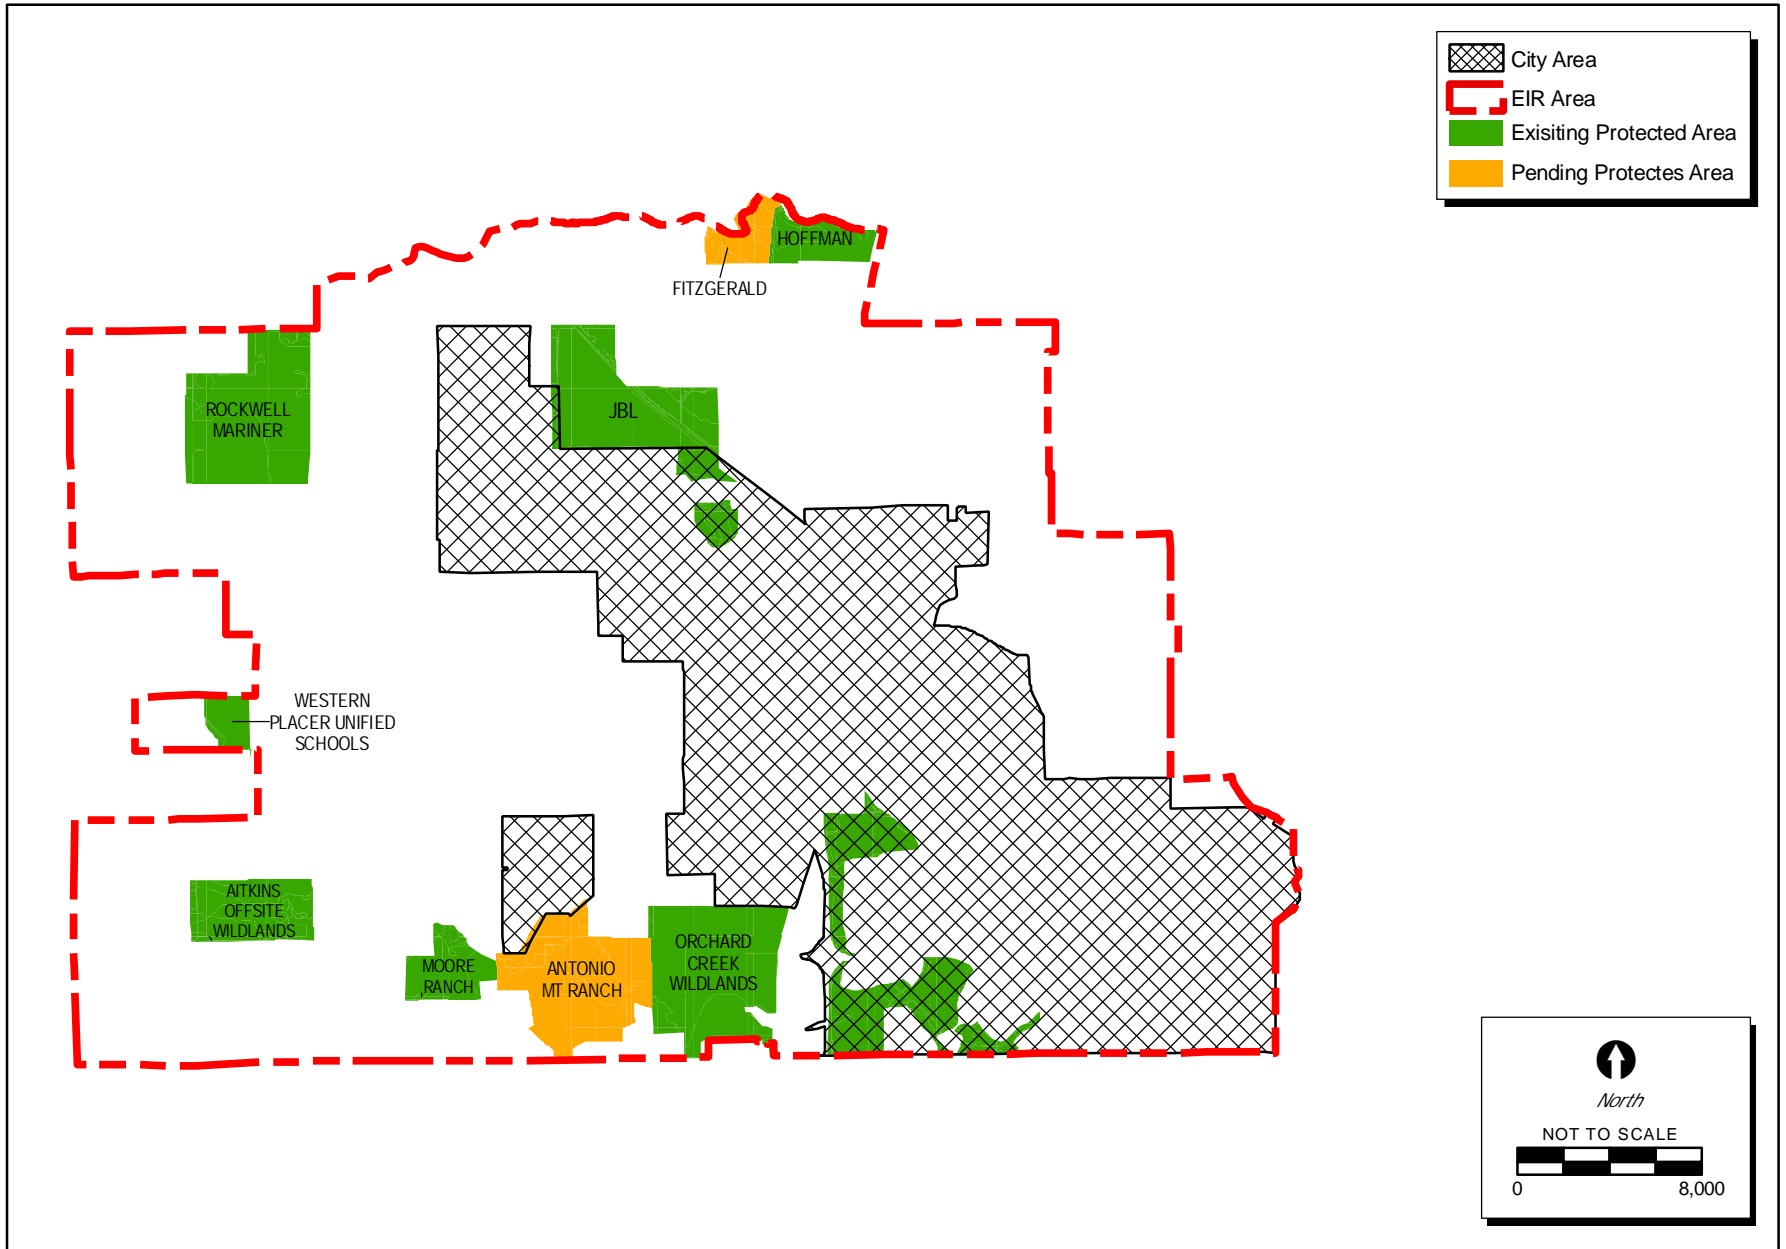 City Area
EIR Area
Exisiting Protected Area
Pending Protectes Area
HOFFMAN
FITZGERALD
ROCKWELL
MARINER
JBL
WESTERN
PLACER UNIFIED
SCHOOLS
AITKINS
OFFSITE
WILDLANDS
MOORE
RANCH
ANTONIO
MT RANCH
ORCHARD
CREEK
WILDLANDS
North
NOT TO SCALE
0 8,000